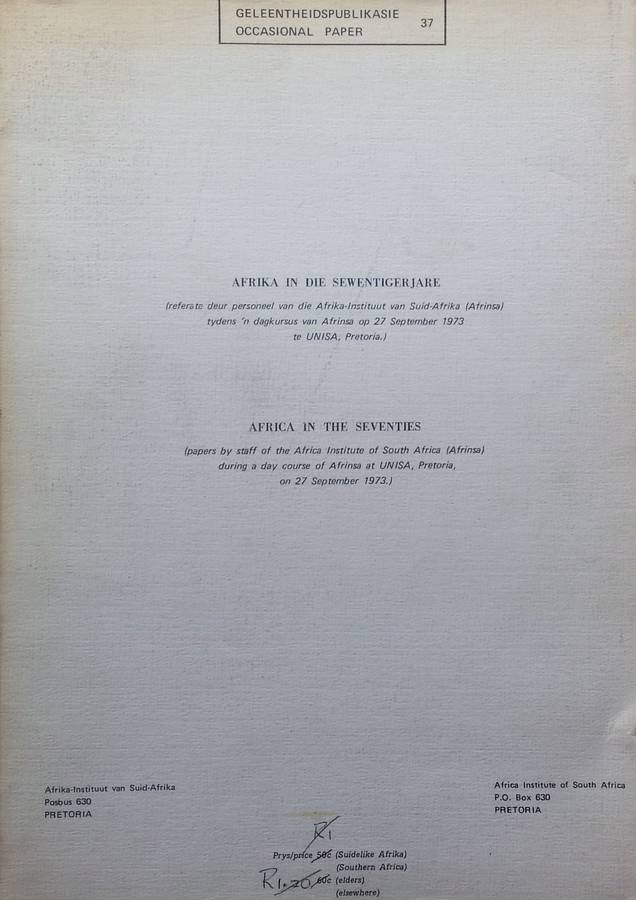 GELEENTHEIDSPUBLIKASIE 37
OCCASIONAL PAPER
AFRIKA IN DIE SEWENTIGERJARE
(referate deur personeel van die Afrika-Instituut van Suid-Afrika (Afrinsa)
tydens 'n dagkursus van Afrinsa op 27 September 1973
te UNISA, Pretoria.)
AFRICA IN THE SEVENTIES
(papers by staff of the Africa Institute of South Africa (Afrinsa)
during a day course of Afrinsa at UNISA, Pretoria,
on 27 September 1973.)
Afrika-Instituut van Suid-Afrika
Posbus 630
PRETORIA
Africa Institute of South Africa
P.O. Box 630
PRETORIA
R1
Prys/price 50c (Suidelike Afrika)
(Southern Africa)
R1.20 60c (elders)
(elsewhere)